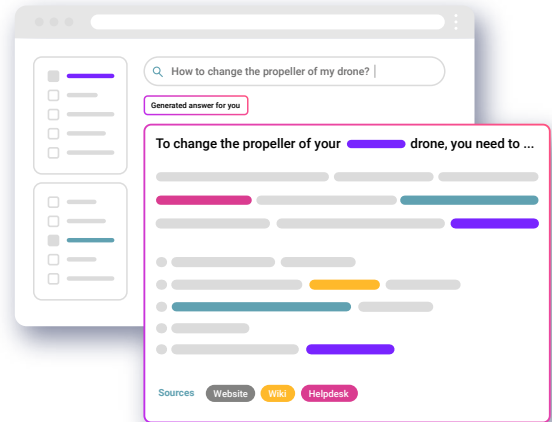 How to change the propeller of my drone?
Generated answer for you
To change the propeller of your drone, you need to ...
Sources Website Wiki Helpdesk